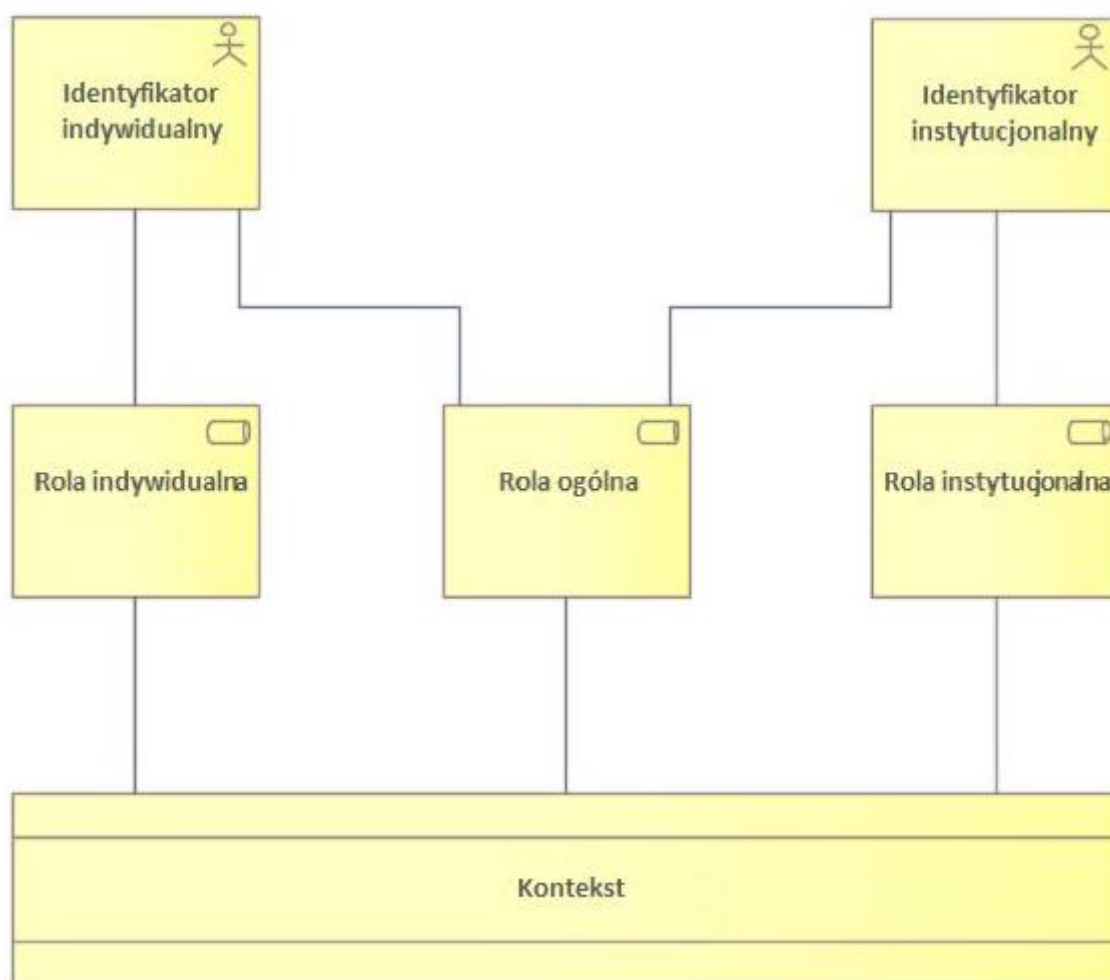 Identyfikator
indywidualny
Identyfikator
instytucjonalny
Rola indywidualna
Rola ogólna
Rola instytucjonalna
Kontekst